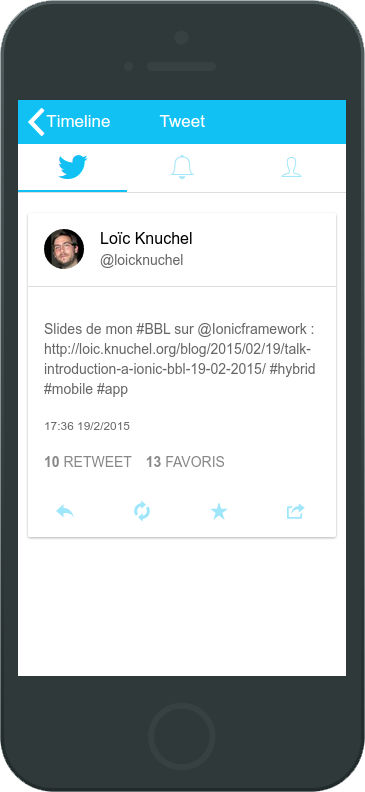 Timeline Tweet
Loïc Knuchel
@loicknuchel
Slides de mon #BBL sur @Ionicframework :
http://loic.knuchel.org/blog/2015/02/19/talk-
introduction-a-ionic-bbl-19-02-2015/ #hybrid
#mobile #app
17:36 19/2/2015
10 RETWEET 13 FAVORIS